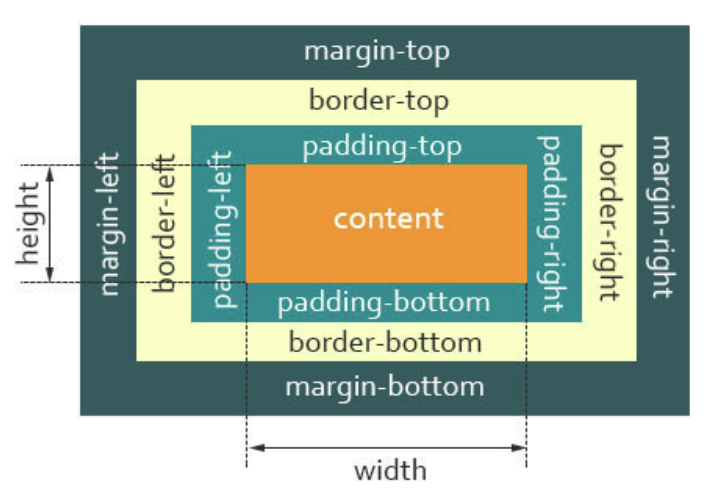 margin-top
border-top
padding-top
height
margin-left
border-left
padding-left
content
padding-right
border-right
margin-right
padding-bottom
border-bottom
margin-bottom
width